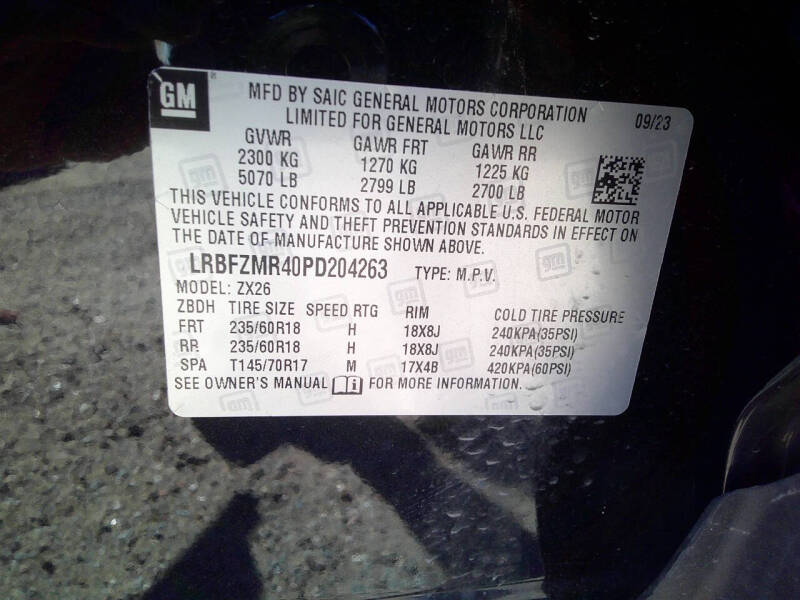 GM
MFD BY SAIC GENERAL MOTORS CORPORATION
LIMITED FOR GENERAL MOTORS LLC
09/23
GVWR GAWR FRT GAWR RR
2300 KG 1270 KG 1225 KG
5070 LB 2799 LB 2700 LB
THIS VEHICLE CONFORMS TO ALL APPLICABLE U.S. FEDERAL MOTOR
VEHICLE SAFETY AND THEFT PREVENTION STANDARDS IN EFFECT ON
THE DATE OF MANUFACTURE SHOWN ABOVE.
LRBFZMR40PD204263 TYPE: M.P.V.
MODEL: ZX26
ZBDH TIRE SIZE SPEED RTG RIM COLD TIRE PRESSURE
FRT 235/60R18 H 18X8J 240KPA(35PSI)
RR 235/60R18 H 18X8J 240KPA(35PSI)
SPA T145/70R17 M 17X4B 420KPA(60PSI)
SEE OWNER'S MANUAL i FOR MORE INFORMATION.